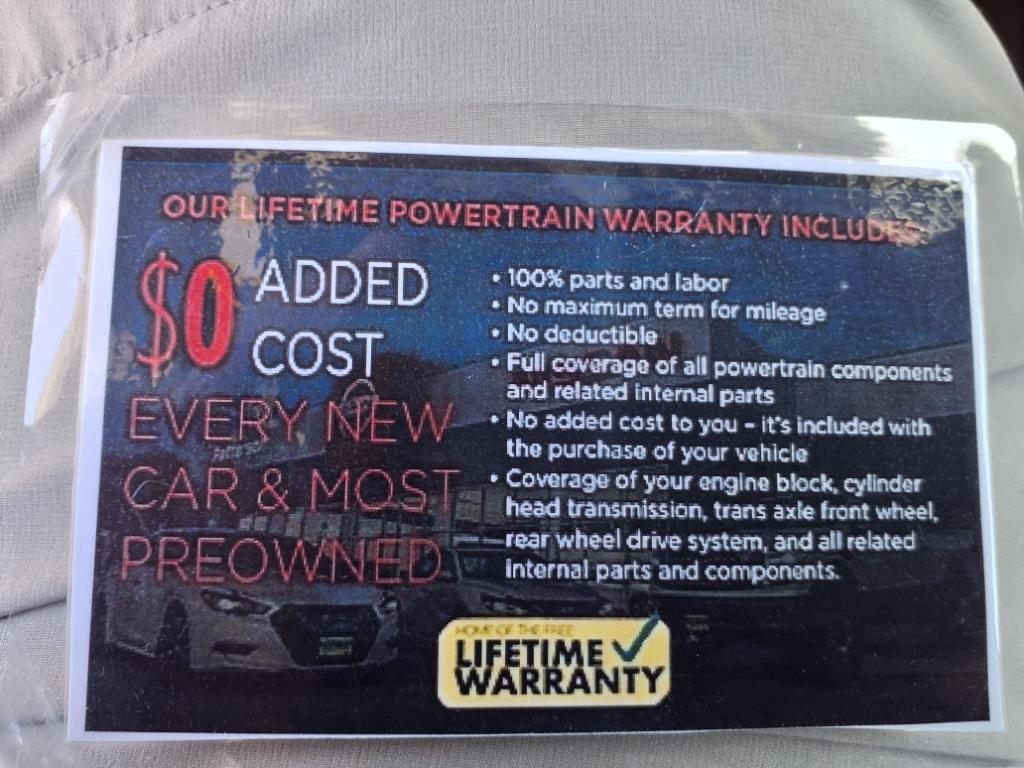 OUR LIFETIME POWERTRAIN WARRANTY INCLUDES:
$0 ADDED
COST
EVERY NEW
CAR & MOST
PREOWNED
• 100% parts and labor
• No maximum term for mileage
• No deductible
• Full coverage of all powertrain components
and related internal parts
• No added cost to you – it's included with
the purchase of your vehicle
• Coverage of your engine block, cylinder
head transmission, trans axle front wheel,
rear wheel drive system, and all related
internal parts and components.
HOME OF THE FREE
LIFETIME
WARRANTY